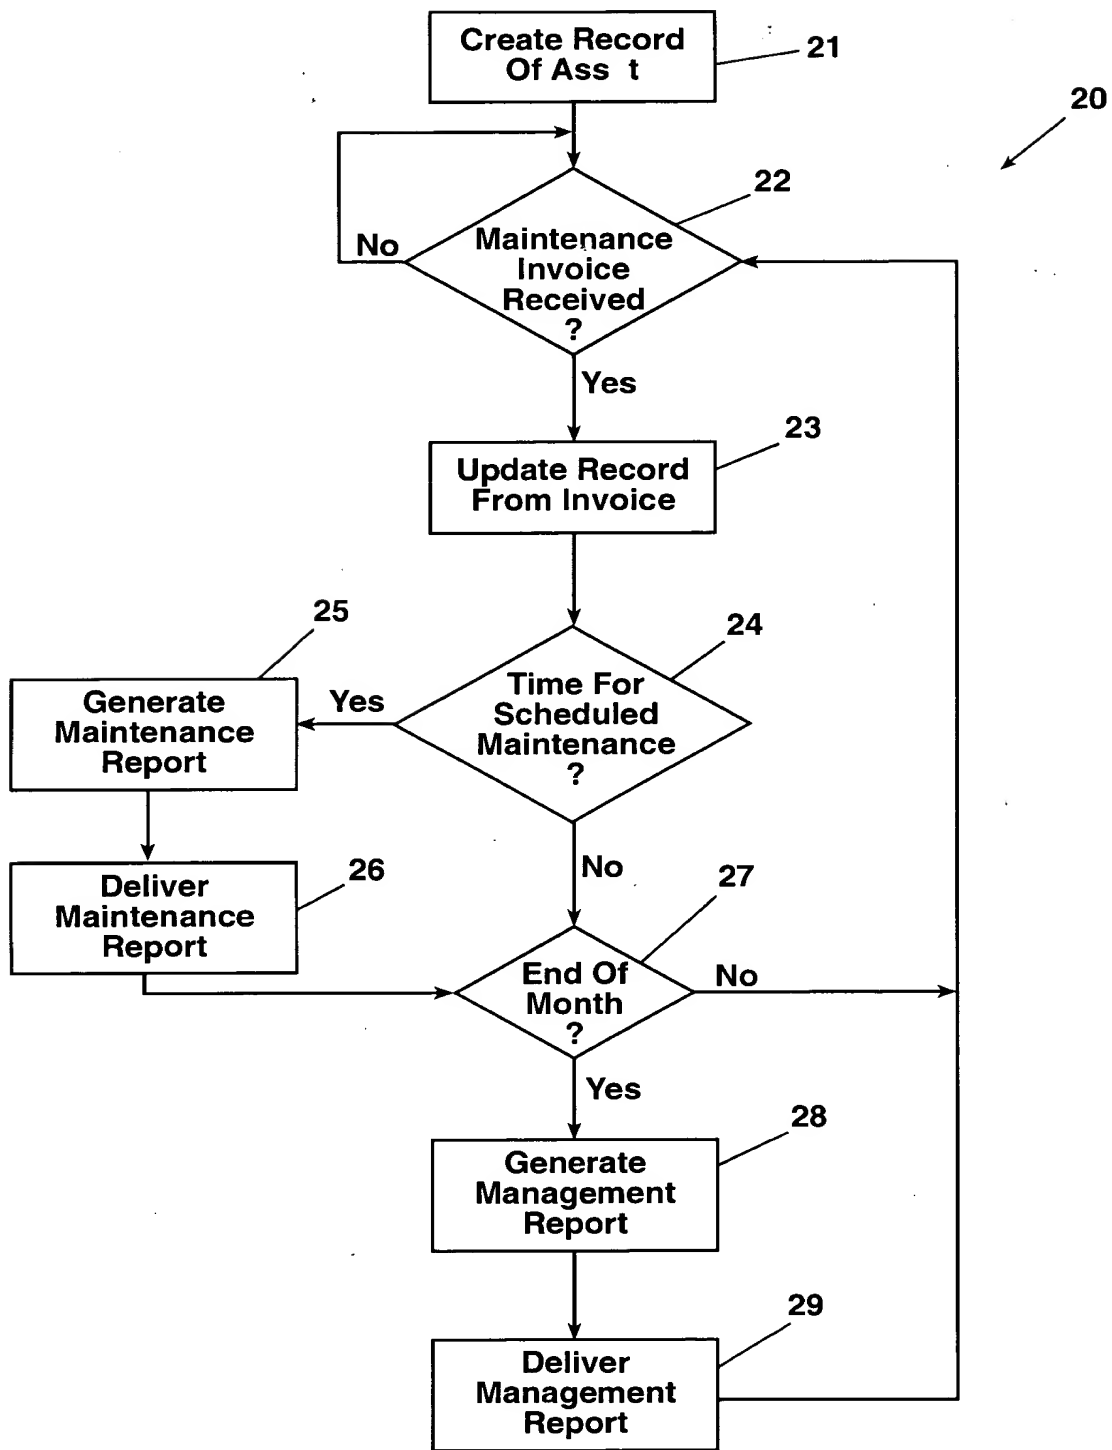 Create Record
Of Ass t
21
20
22
Maintenance
Invoice
Received
?
No
Yes
23
Update Record
From Invoice
24
Time For
Scheduled
Maintenance
?
Yes
25
Generate
Maintenance
Report
26
Deliver
Maintenance
Report
No
27
End Of
Month
?
No
Yes
28
Generate
Management
Report
29
Deliver
Management
Report